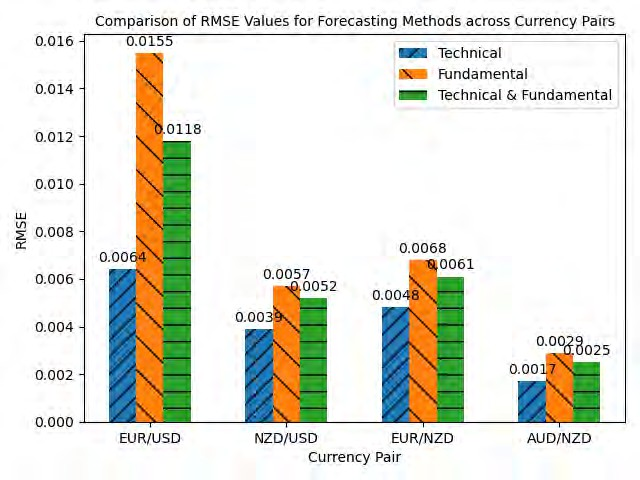 Comparison of RMSE Values for Forecasting Methods across Currency Pairs
0.016
0.014
0.012
0.010
0.008
0.006
0.004
0.002
0.000
RMSE
Technical
Fundamental
Technical & Fundamental
0.0064
0.0155
0.0118
0.0039
0.0057
0.0052
0.0048
0.0068
0.0061
0.0017
0.0029
0.0025
EUR/USD
NZD/USD
EUR/NZD
AUD/NZD
Currency Pair